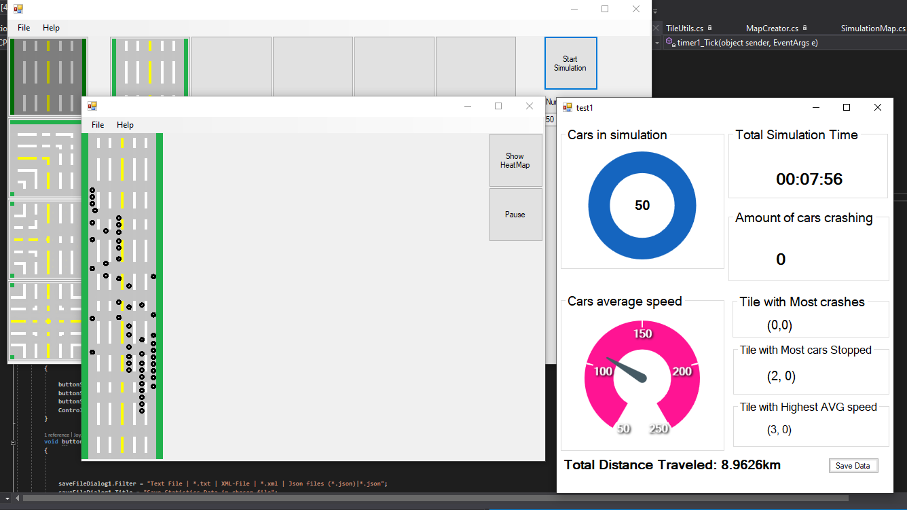 File Help
TileUtils.cs
MapCreator.cs
SimulationMap.cs
timer1_Tick(object sender, EventArgs e)
Start
Simulation
50
File Help
Show
HeatMap
Pause
test1
Cars in simulation
50
Total Simulation Time
00:07:56
Amount of cars crashing
0
Cars average speed
50
100
150
200
250
Tile with Most crashes
(0,0)
Tile with Most cars Stopped
(2, 0)
Tile with Highest AVG speed
(3, 0)
Total Distance Traveled: 8.9626km
Save Data
{
}
void
{
saveFileDialog1.Filter = "Text File | *.txt | XML-File | *.xml | Json files (*.json)|*.json";